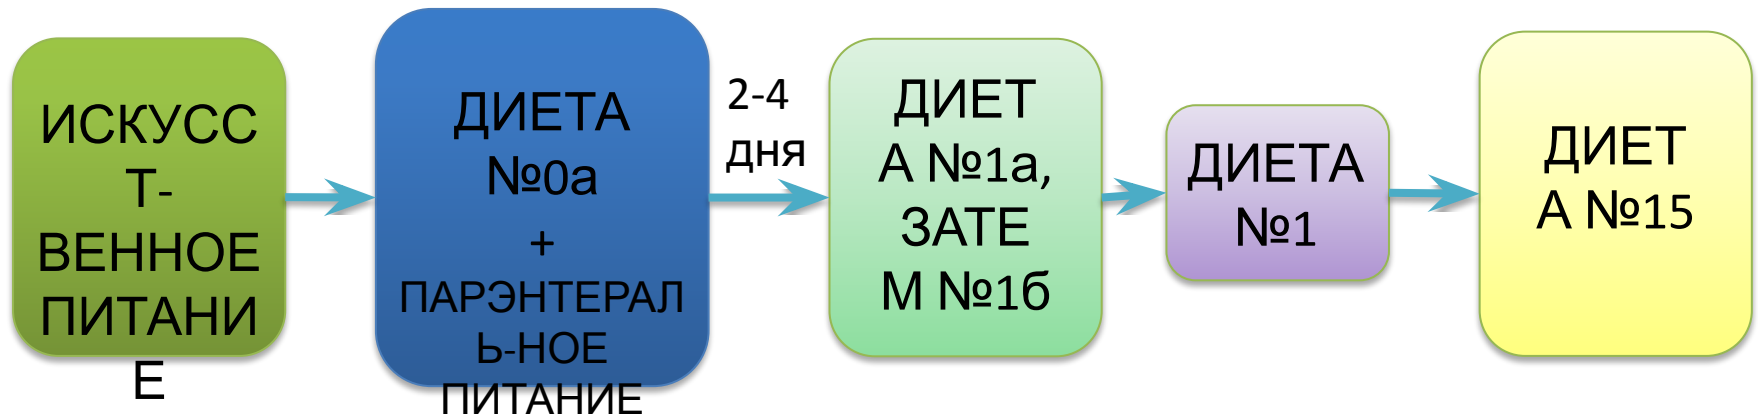 ИСКУСС
Т-
ВЕННОЕ
ПИТАНИ
Е
ДИЕТА
№0а
+
ПАРЭНТЕРАЛ
Ь-НОЕ
ПИТАНИЕ
2-4
дня
ДИЕТ
А №1а,
ЗАТЕ
М №1б
ДИЕТА
№1
ДИЕТ
А №15